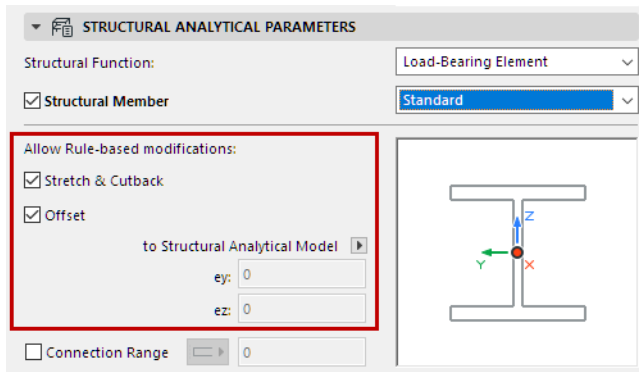 STRUCTURAL ANALYTICAL PARAMETERS
Structural Function: Load-Bearing Element
Structural Member Standard
Allow Rule-based modifications:
Stretch & Cutback
Offset
to Structural Analytical Model
ey: 0
ez: 0
Z
Y X
Connection Range 0